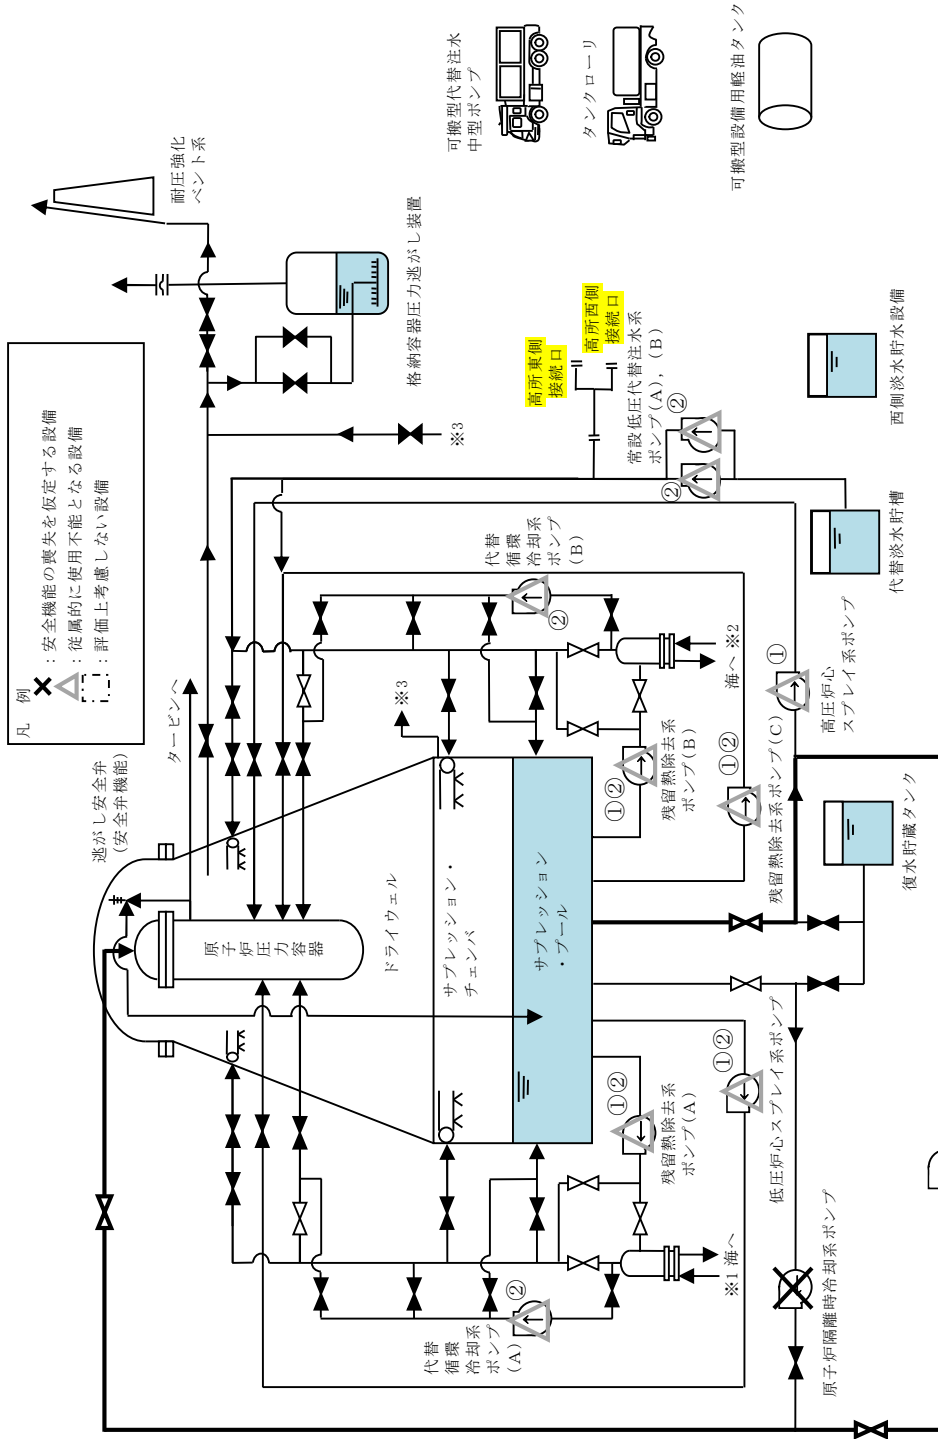 凡　例
：安全機能の喪失を仮定する設備
：従属的に使用不能となる設備
：評価上考慮しない設備
逃がし安全弁
(安全弁機能)
タービンへ
耐圧強化
ベント系
格納容器圧力逃がし装置
※3
可搬型代替注水
中型ポンプ
タンクローリ
可搬型設備用軽油タンク
高所東側
接続口
高所西側
接続口
常設低圧代替注水系
ポンプ(A)，(B)
②
②
西側淡水貯水設備
代替淡水貯槽
代替
循環
冷却系
ポンプ
(B)
②
※3
海へ ※2
原子炉圧力容器
ドライウェル
サプレッション・
チェンバ
サプレッション
・プール
①②
残留熱除去系
ポンプ(B)
①②
残留熱除去系ポンプ(C)
①
高圧炉心
スプレイ系ポンプ
復水貯蔵タンク
①②
残留熱除去系
ポンプ(A)
①②
低圧炉心スプレイ系ポンプ
※1 海へ
代替
循環
冷却系
ポンプ
(A)
②
原子炉隔離時冷却系ポンプ